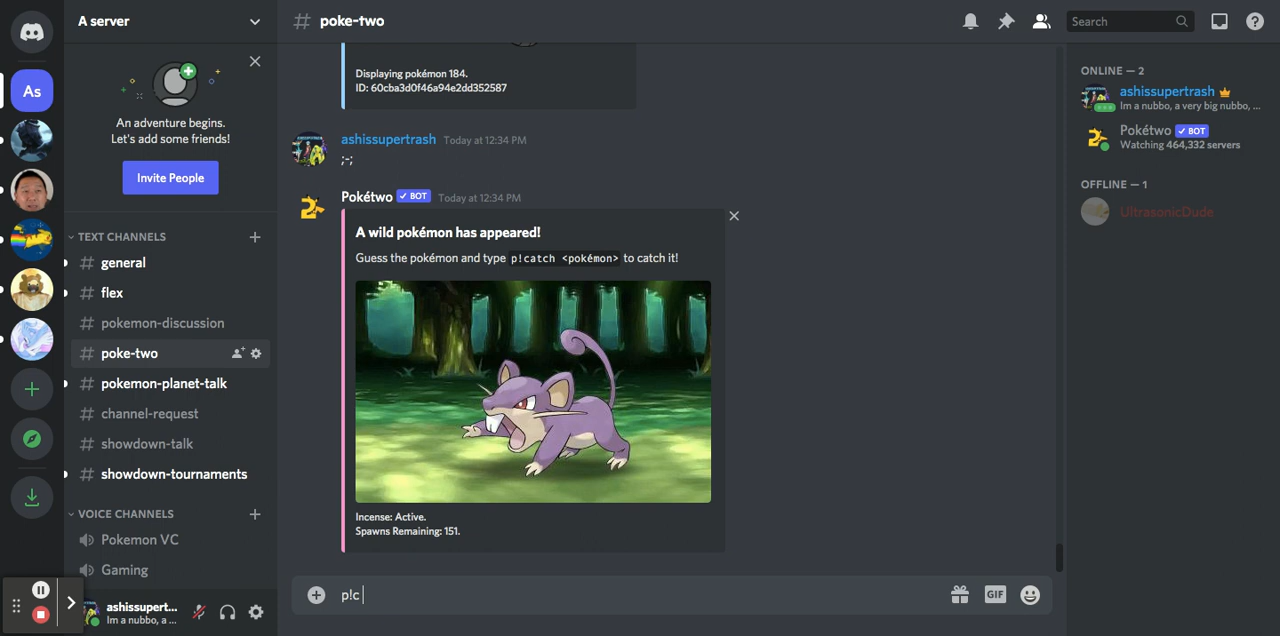 A server
An adventure begins.
Let's add some friends!
Invite People
TEXT CHANNELS
# general
# flex
# pokemon-discussion
# poke-two
# pokemon-planet-talk
# channel-request
# showdown-talk
# showdown-tournaments
VOICE CHANNELS
Pokemon VC
Gaming
ashissupert...
Im a nubbo, a ...
As
# poke-two
Search
Displaying pokémon 184.
ID: 60cba3d0f46a94e2dd352587
ashissupertrash Today at 12:34 PM
;-;
Pokétwo ✓ BOT Today at 12:34 PM
A wild pokémon has appeared!
Guess the pokémon and type p!catch <pokémon> to catch it!
Incense: Active.
Spawns Remaining: 151.
p!c
GIF
ONLINE — 2
ashissupertrash
Im a nubbo, a very big nubbo, ...
Pokétwo ✓ BOT
Watching 464,332 servers
OFFLINE — 1
UltrasonicDude